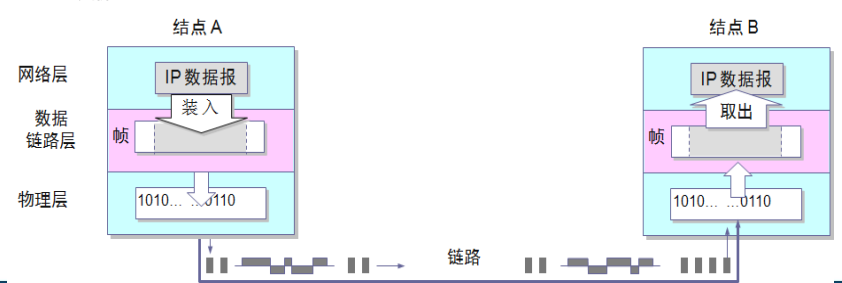 结点 A
结点 B
网络层
IP 数据报
IP 数据报
装入
取出
数据
链路层
帧
帧
物理层
1010… …0110
1010… …0110
链路